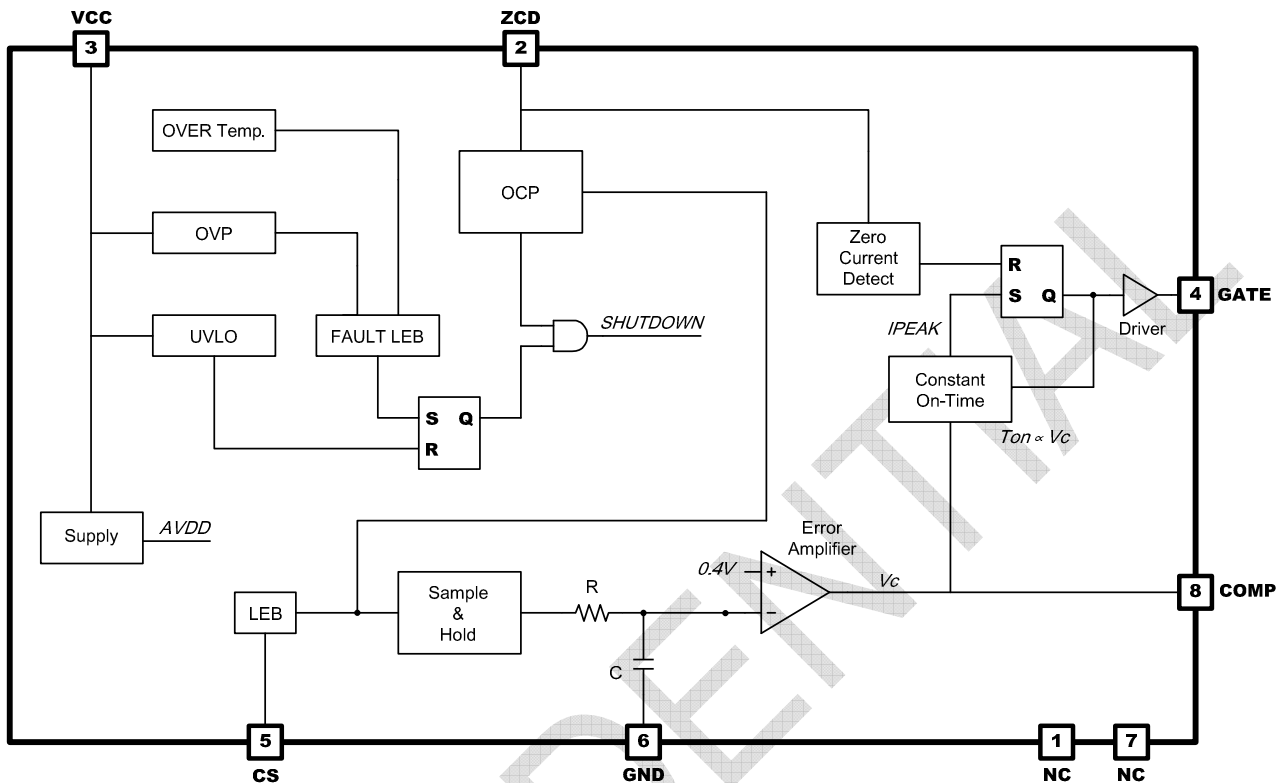 VCC
3
ZCD
2
OVER Temp.
OCP
OVP
Zero
Current
Detect
R
S Q
4
GATE
Driver
UVLO
FAULT LEB
SHUTDOWN
IPEAK
Constant
On-Time
S Q
R
Ton ∝ Vc
Supply
AVDD
Error
Amplifier
0.4V
+
−
Vc
8
COMP
LEB
Sample
&
Hold
R
C
5
CS
6
GND
1
NC
7
NC
DENTIAL